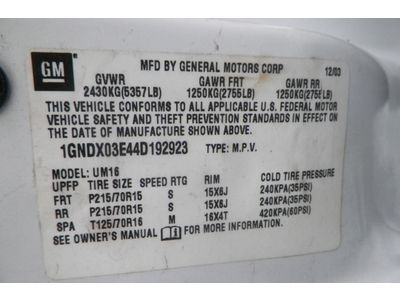 GM
MFD BY GENERAL MOTORS CORP 12/03
GVWR GAWR FRT GAWR RR
2430KG(5357LB) 1250KG(2755LB) 1250KG(2755LB)
THIS VEHICLE CONFORMS TO ALL APPLICABLE U.S. FEDERAL MOTOR
VEHICLE SAFETY AND THEFT PREVENTION STANDARDS IN EFFECT ON
THE DATE OF MANUFACTURE SHOWN ABOVE.
1GNDX03E44D192923 TYPE: M.P.V.
MODEL: UM16 COLD TIRE PRESSURE
UPFP TIRE SIZE SPEED RTG RIM
FRT P215/70R15 S 15X6J 240KPA(35PSI)
RR P215/70R15 S 15X6J 240KPA(35PSI)
SPA T125/70R16 M 16X4T 420KPA(60PSI)
SEE OWNER'S MANUAL FOR MORE INFORMATION.